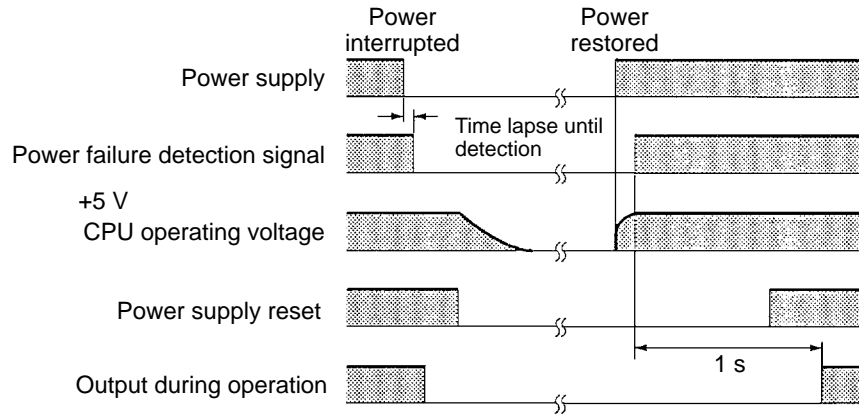 Power
interrupted
Power
restored
Power supply
Time lapse until
detection
Power failure detection signal
+5 V
CPU operating voltage
Power supply reset
1 s
Output during operation